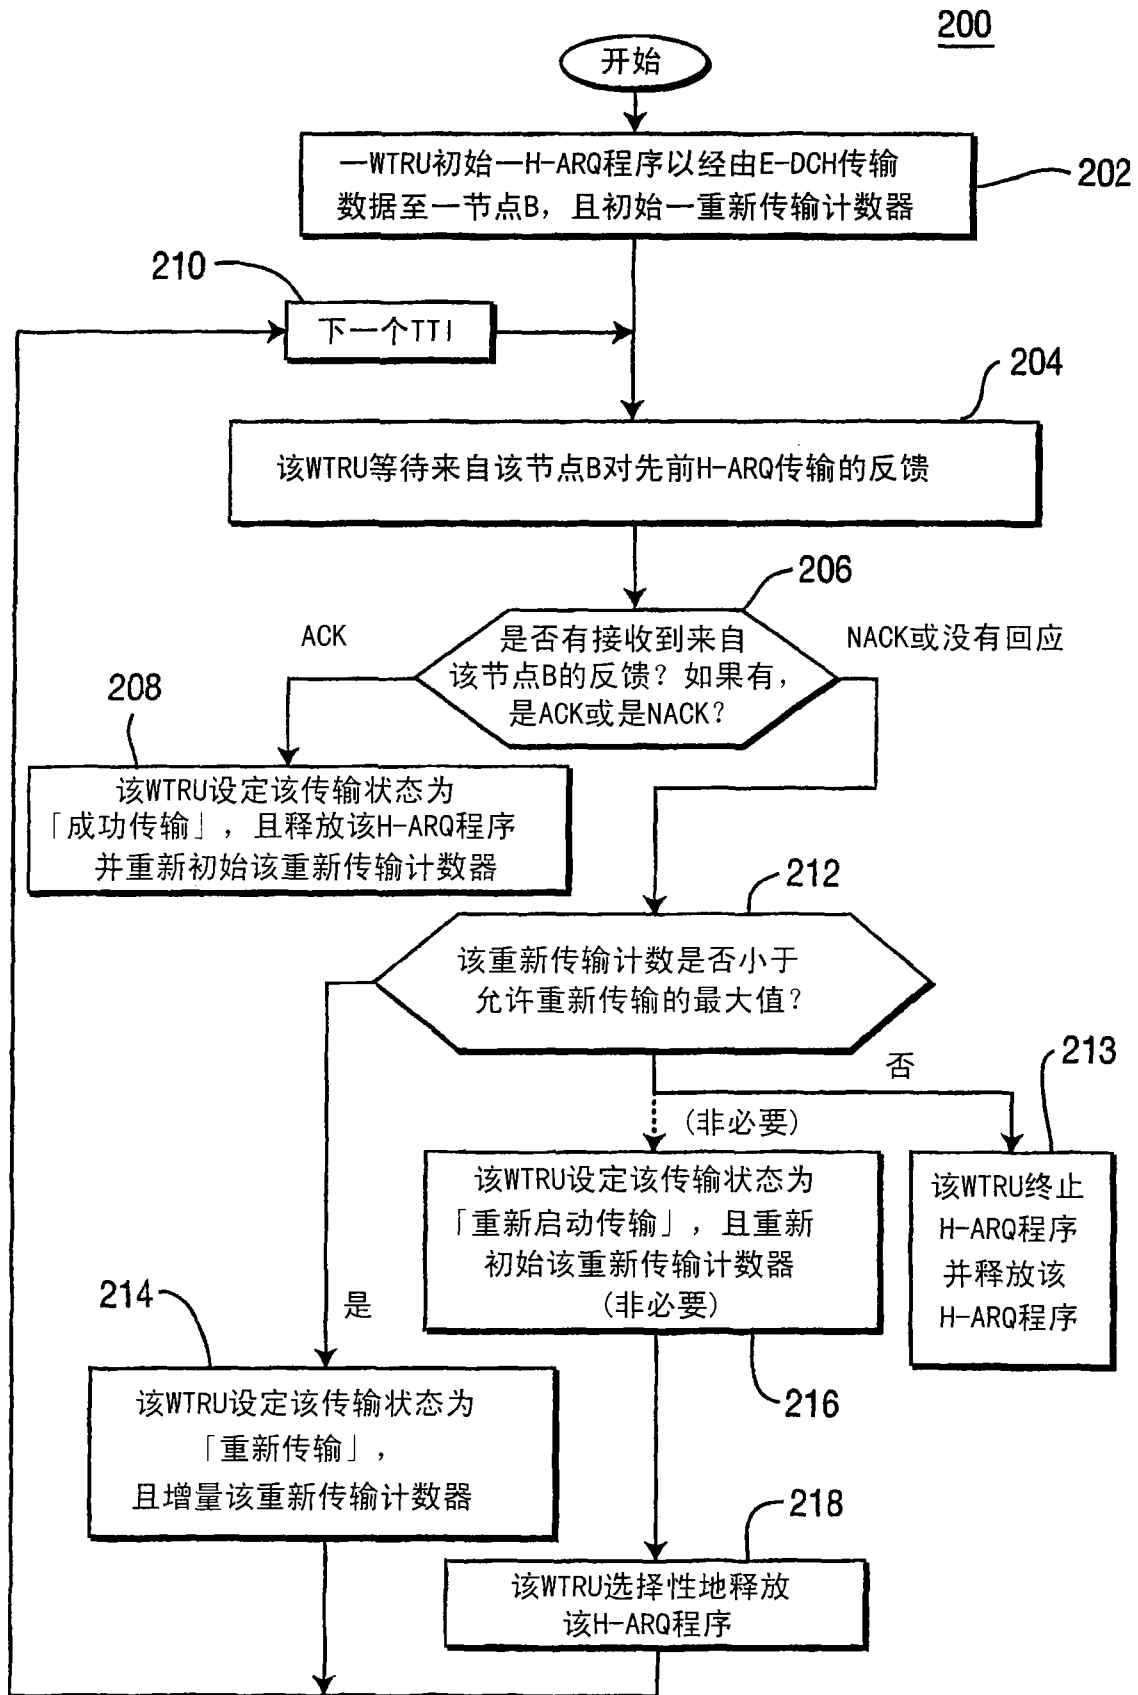 200
开始
一WTRU初始一H-ARQ程序以经由E-DCH传输
数据至一节点B，且初始一重新传输计数器
202
210
下一个TTI
204
该WTRU等待来自该节点B对先前H-ARQ传输的反馈
206
ACK
是否有接收到来自
该节点B的反馈？如果有，
是ACK或是NACK？
NACK或没有回应
208
该WTRU设定该传输状态为
「成功传输」，且释放该H-ARQ程序
并重新初始该重新传输计数器
212
该重新传输计数是否小于
允许重新传输的最大值？
否
213
(非必要)
该WTRU设定该传输状态为
「重新启动传输」，且重新
初始该重新传输计数器
(非必要)
该WTRU终止
H-ARQ程序
并释放该
H-ARQ程序
214
是
216
该WTRU设定该传输状态为
「重新传输」，
且增量该重新传输计数器
218
该WTRU选择性地释放
该H-ARQ程序